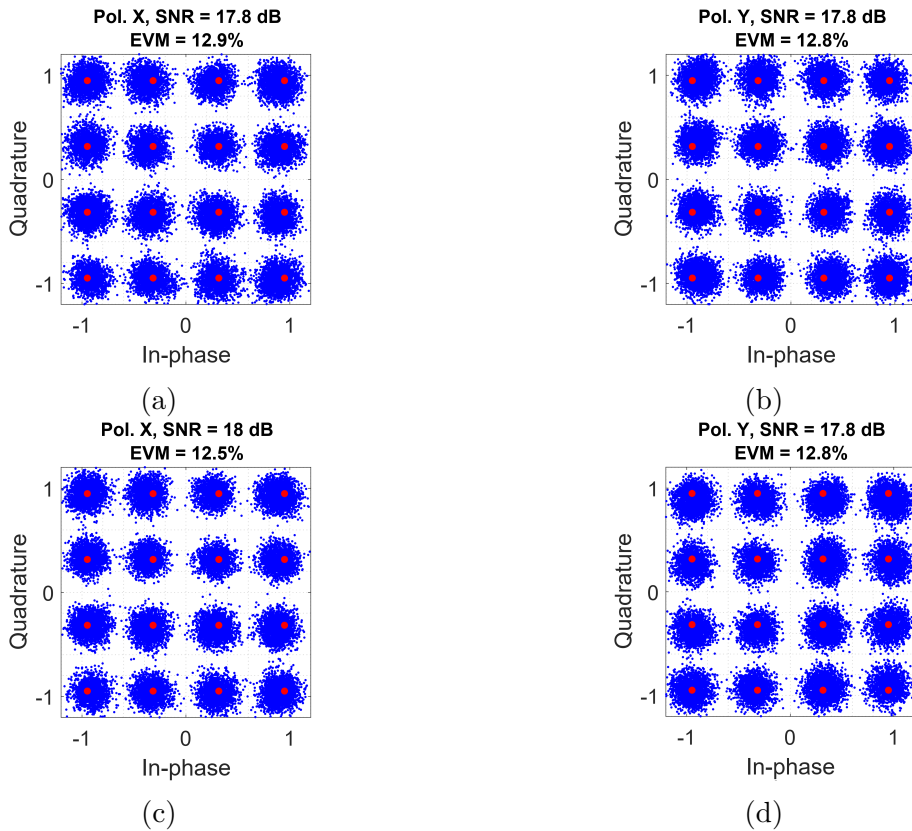 Pol. X, SNR = 17.8 dB
EVM = 12.9%
1
0
-1
Quadrature
-1 0 1
In-phase
(a)
Pol. Y, SNR = 17.8 dB
EVM = 12.8%
1
0
-1
Quadrature
-1 0 1
In-phase
(b)
Pol. X, SNR = 18 dB
EVM = 12.5%
1
0
-1
Quadrature
-1 0 1
In-phase
(c)
Pol. Y, SNR = 17.8 dB
EVM = 12.8%
1
0
-1
Quadrature
-1 0 1
In-phase
(d)